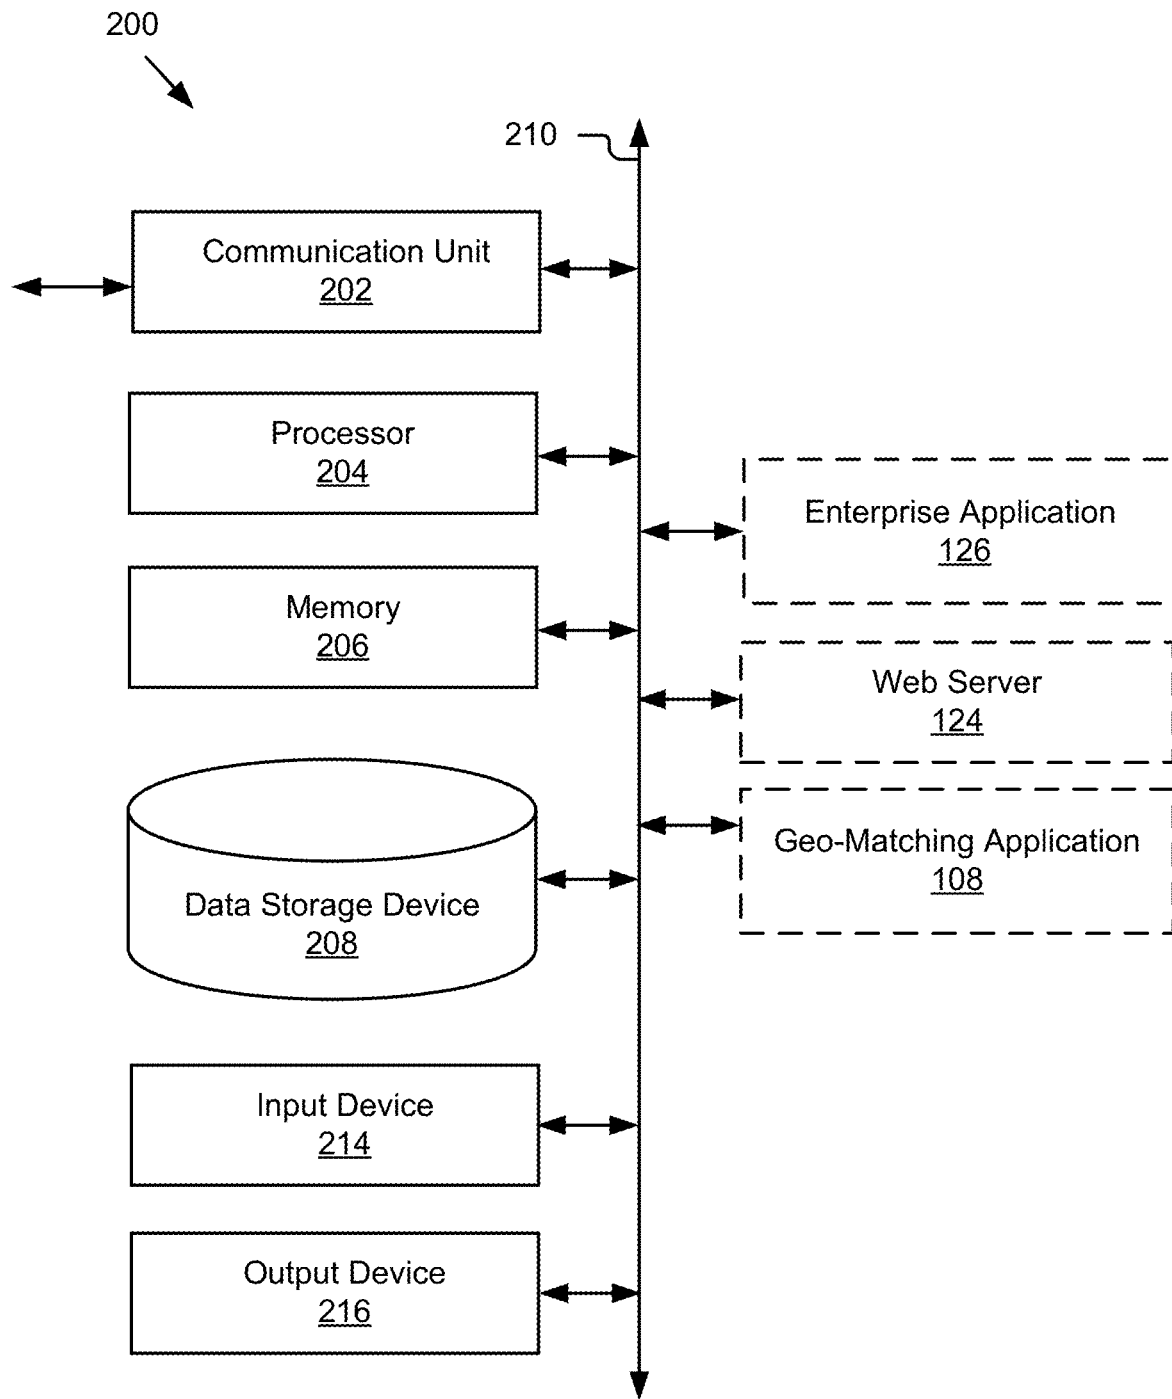 200
210
Communication Unit
202
Processor
204
Enterprise Application
126
Memory
206
Web Server
124
Geo-Matching Application
108
Data Storage Device
208
Input Device
214
Output Device
216